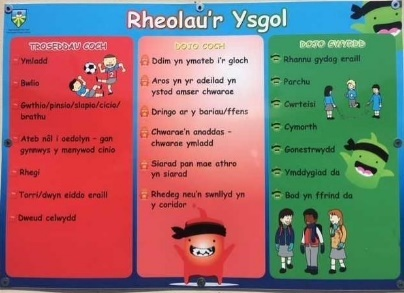 Rheolau'r Ysgol
TROSEDDAU COCH
Ymladd
Bwlio
Gwthio/pinsio/slapio/cicio/
brathu
Ateb nôl i oedolyn - gan
gynnwys y menywod cinio
Rhegi
Torri/dwyn eiddo eraill
Dweud celwydd
DOJO COCH
Ddim yn ymateb i'r gloch
Aros yn yr adeilad yn
ystod amser chwarae
Dringo ar y bariau/ffens
Chwarae'n anaddas -
chwarae ymladd
Siarad pan mae athro
yn siarad
Rhedeg neu'n swnllyd yn
y coridor
DOJO GWYRDD
Rhannu gydag eraill
Parchu
Cwrteisi
Cymorth
Gonestrwydd
Ymddygiad da
Bod yn ffrind da